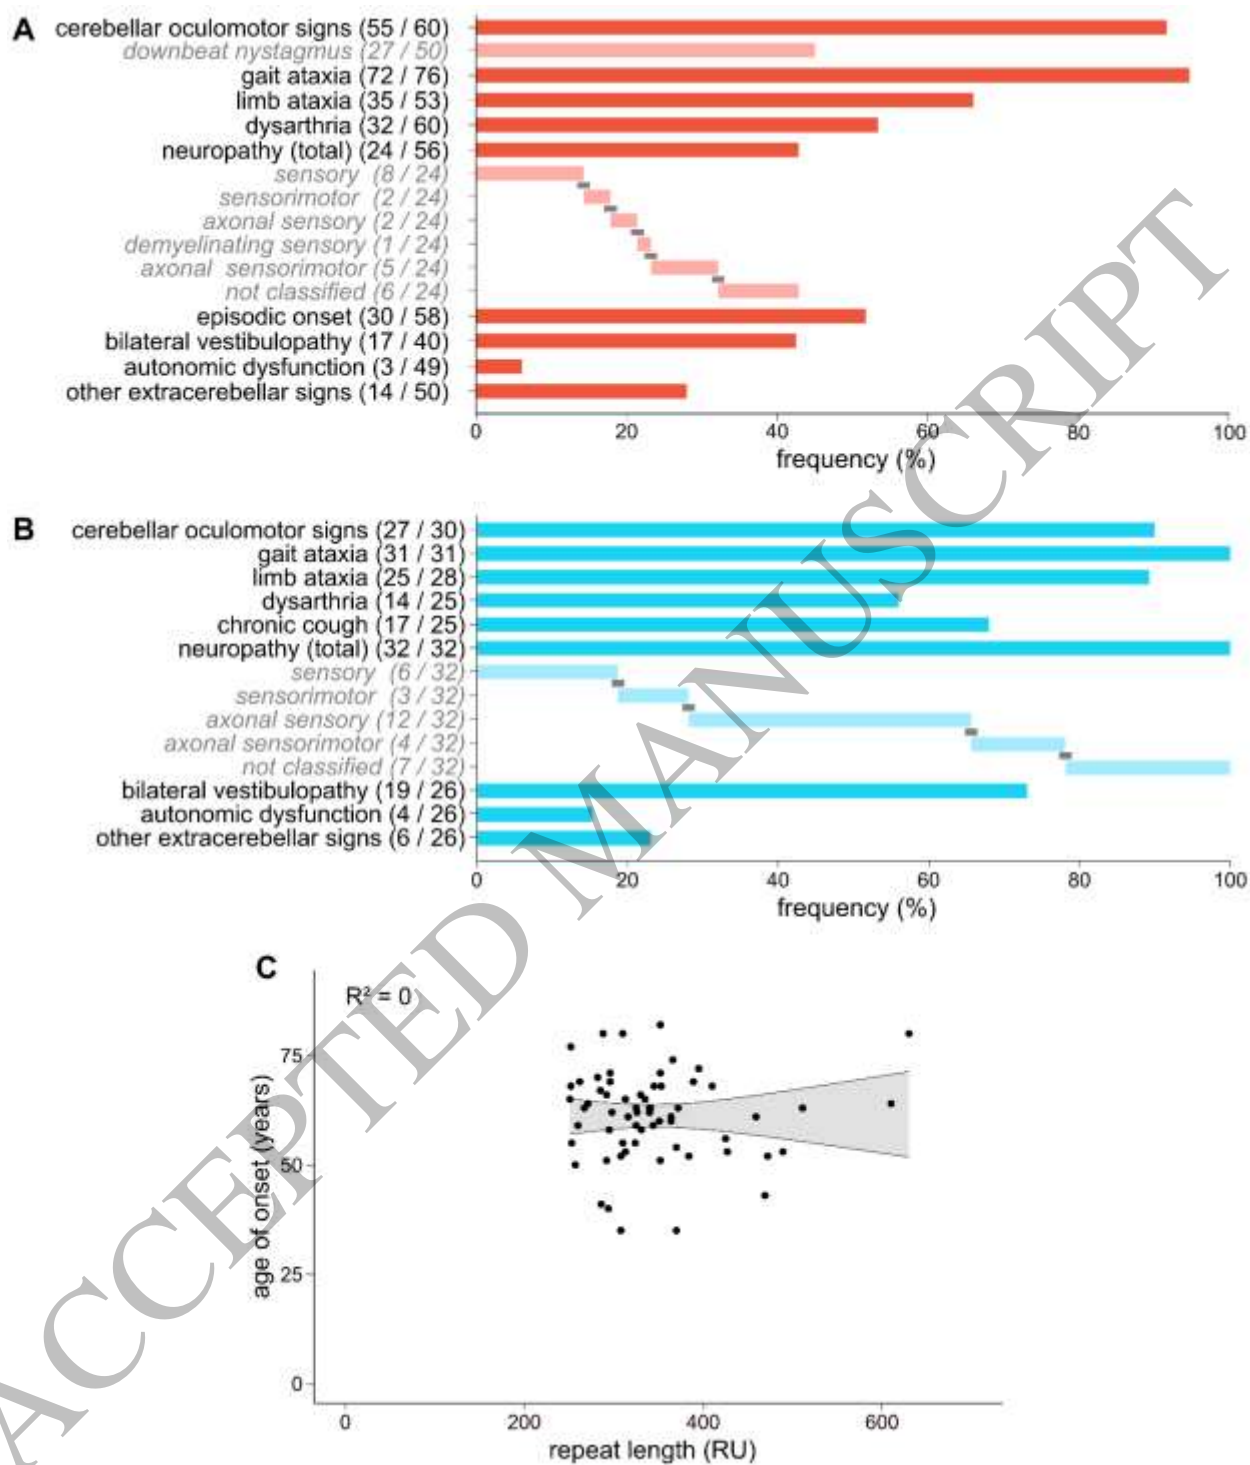 A
cerebellar oculomotor signs (55 / 60)
downbeat nystagmus (27 / 50)
gait ataxia (72 / 76)
limb ataxia (35 / 53)
dysarthria (32 / 60)
neuropathy (total) (24 / 56)
sensory (8 / 24)
sensorimotor (2 / 24)
axonal sensory (2 / 24)
demyelinating sensory (1 / 24)
axonal sensorimotor (5 / 24)
not classified (6 / 24)
episodic onset (30 / 58)
bilateral vestibulopathy (17 / 40)
autonomic dysfunction (3 / 49)
other extracerebellar signs (14 / 50)
0 20 40 60 80 100
frequency (%)
B
cerebellar oculomotor signs (27 / 30)
gait ataxia (31 / 31)
limb ataxia (25 / 28)
dysarthria (14 / 25)
chronic cough (17 / 25)
neuropathy (total) (32 / 32)
sensory (6 / 32)
sensorimotor (3 / 32)
axonal sensory (12 / 32)
axonal sensorimotor (4 / 32)
not classified (7 / 32)
bilateral vestibulopathy (19 / 26)
autonomic dysfunction (4 / 26)
other extracerebellar signs (6 / 26)
0 20 40 60 80 100
frequency (%)
C
R² = 0
75
50
25
0
age of onset (years)
0 200 400 600
repeat length (RU)
ACCEPTED MANUSCRIPT